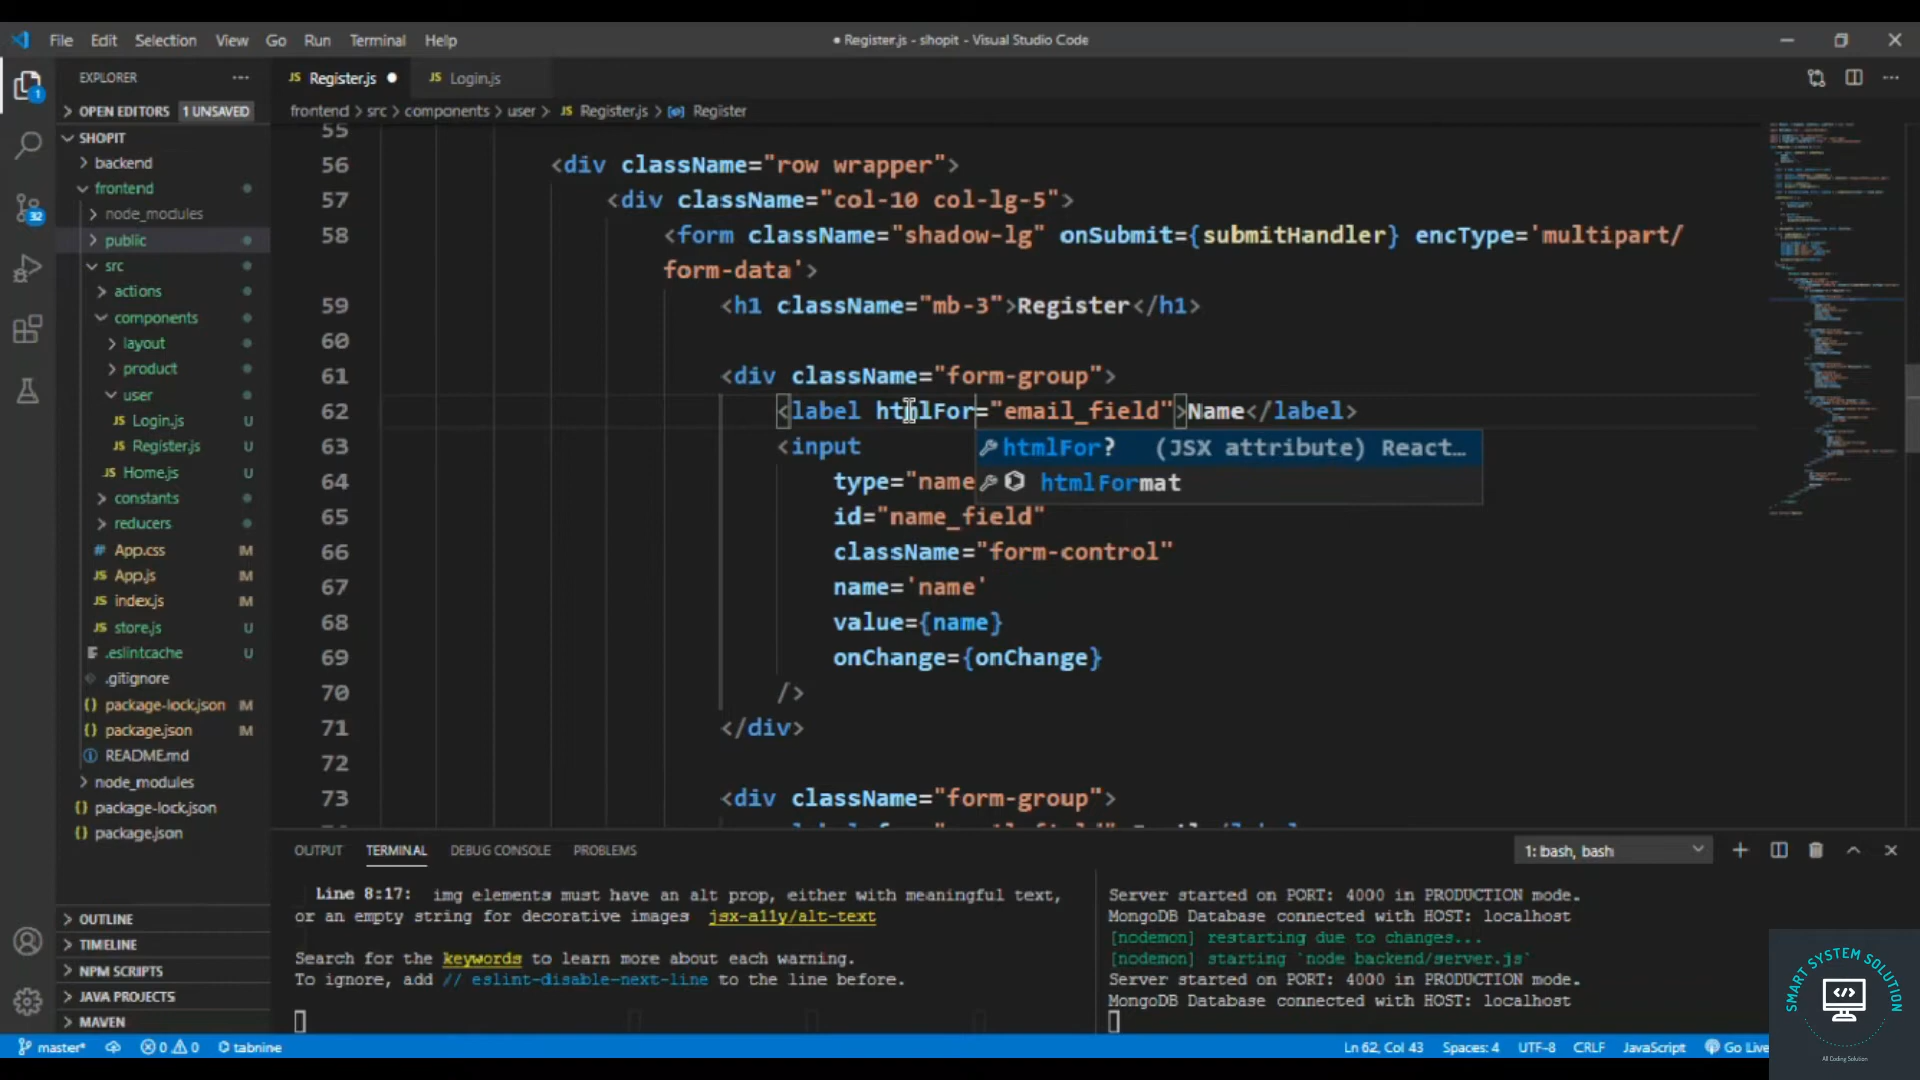 File Edit Selection View Go Run Terminal Help
● Register.js - shopit - Visual Studio Code
EXPLORER
OPEN EDITORS 1 UNSAVED
SHOPIT
backend
frontend
node_modules
public
src
actions
components
layout
product
user
JS Login.js U
JS Register.js U
JS Home.js U
constants
reducers
# App.css M
JS App.js M
JS index.js M
JS store.js U
.eslintcache U
.gitignore
{} package-lock.json M
{} package.json M
README.md
node_modules
{} package-lock.json
{} package.json
OUTLINE
TIMELINE
NPM SCRIPTS
JAVA PROJECTS
MAVEN
1
32
JS Register.js ● JS Login.js
frontend > src > components > user > JS Register.js > Register
55
56 <div className="row wrapper">
57 <div className="col-10 col-lg-5">
58 <form className="shadow-lg" onSubmit={submitHandler} encType='multipart/
form-data'>
59 <h1 className="mb-3">Register</h1>
60
61 <div className="form-group">
62 <label htmlFor="email_field">Name</label>
63 <input
htmlFor? (JSX attribute) React…
64 type="name
htmlFormat
65 id="name_field"
66 className="form-control"
67 name='name'
68 value={name}
69 onChange={onChange}
70 />
71 </div>
72
73 <div className="form-group">
OUTPUT TERMINAL DEBUG CONSOLE PROBLEMS
1: bash, bash
Line 8:17: img elements must have an alt prop, either with meaningful text,
or an empty string for decorative images jsx-a11y/alt-text
Search for the keywords to learn more about each warning.
To ignore, add // eslint-disable-next-line to the line before.
Server started on PORT: 4000 in PRODUCTION mode.
MongoDB Database connected with HOST: localhost
[nodemon] restarting due to changes...
[nodemon] starting `node backend/server.js`
Server started on PORT: 4000 in PRODUCTION mode.
MongoDB Database connected with HOST: localhost
master* 0 0 tabnine
Ln 62, Col 43 Spaces: 4 UTF-8 CRLF JavaScript Go Live
SMART SYSTEM SOLUTION
All Coding Solution